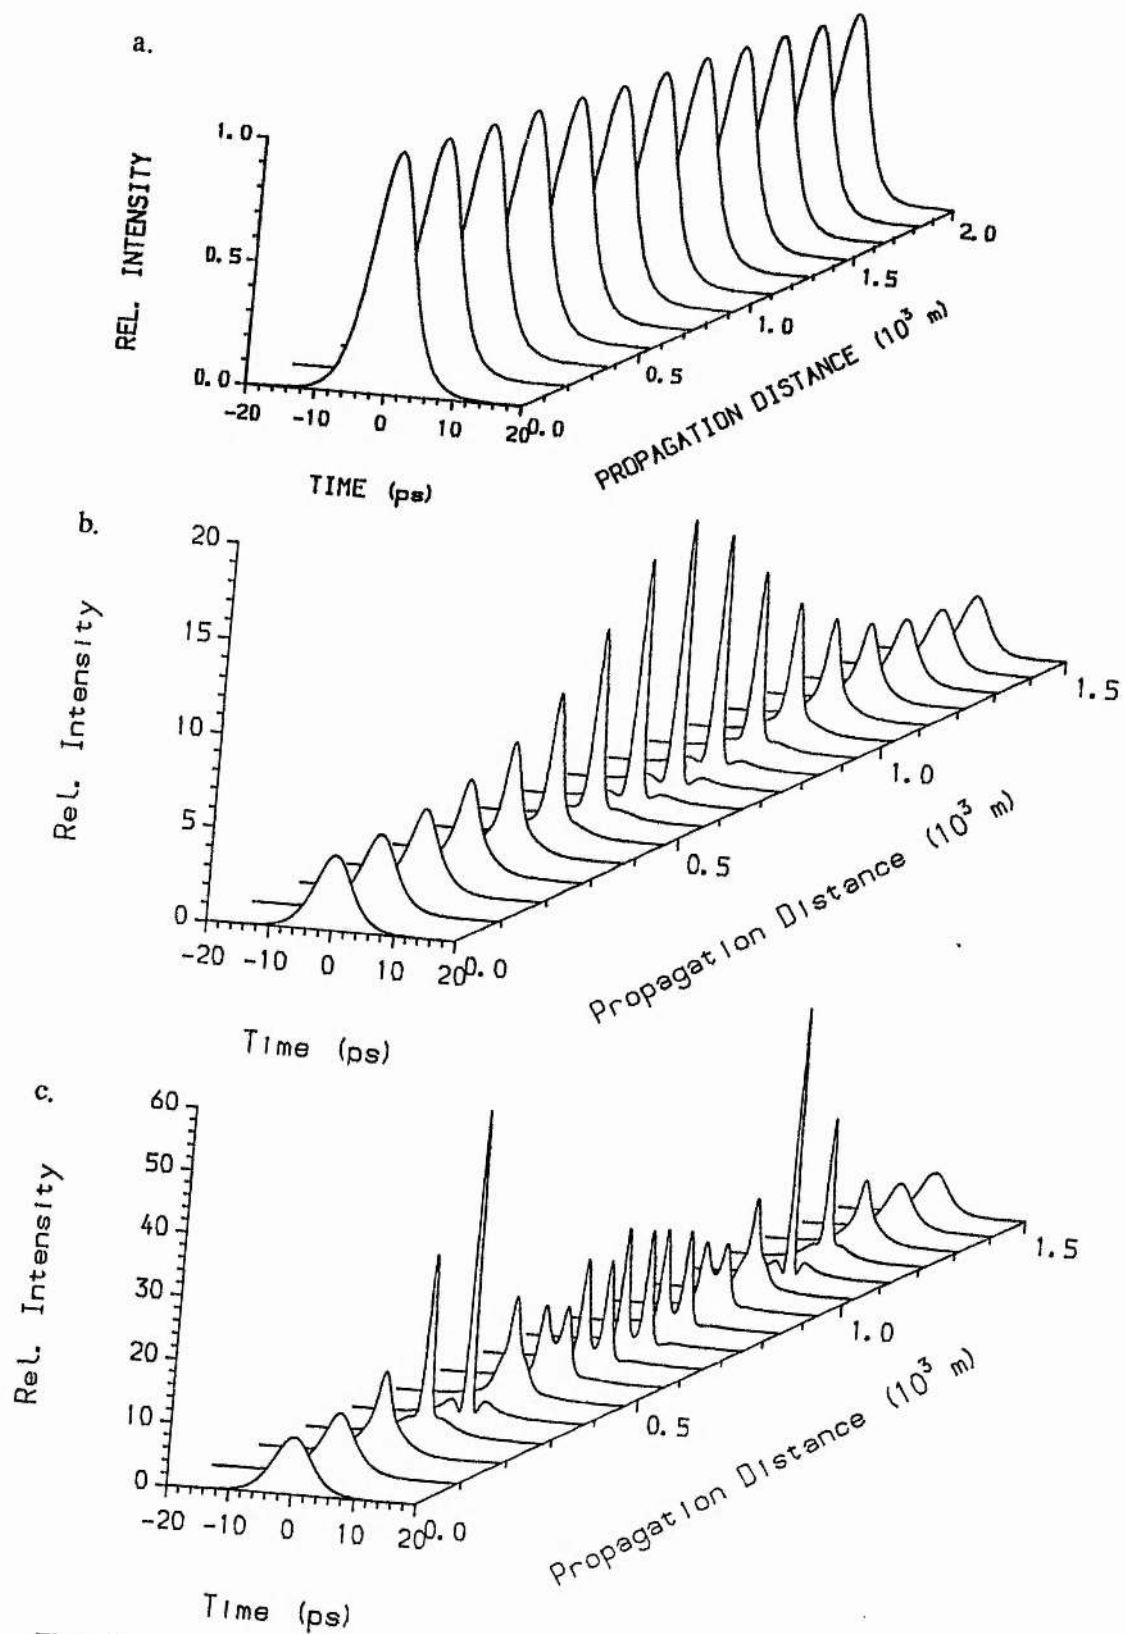 a.
1.0
0.5
0.0
REL. INTENSITY
-20 -10 0 10 20
TIME (ps)
0.0 0.5 1.0 1.5 2.0
PROPAGATION DISTANCE (10³ m)
b.
20
15
10
5
0
Rel. Intensity
-20 -10 0 10 20
Time (ps)
0.0 0.5 1.0 1.5
Propagation Distance (10³ m)
c.
60
50
40
30
20
10
0
Rel. Intensity
-20 -10 0 10 20
Time (ps)
0.0 0.5 1.0 1.5
Propagation Distance (10³ m)